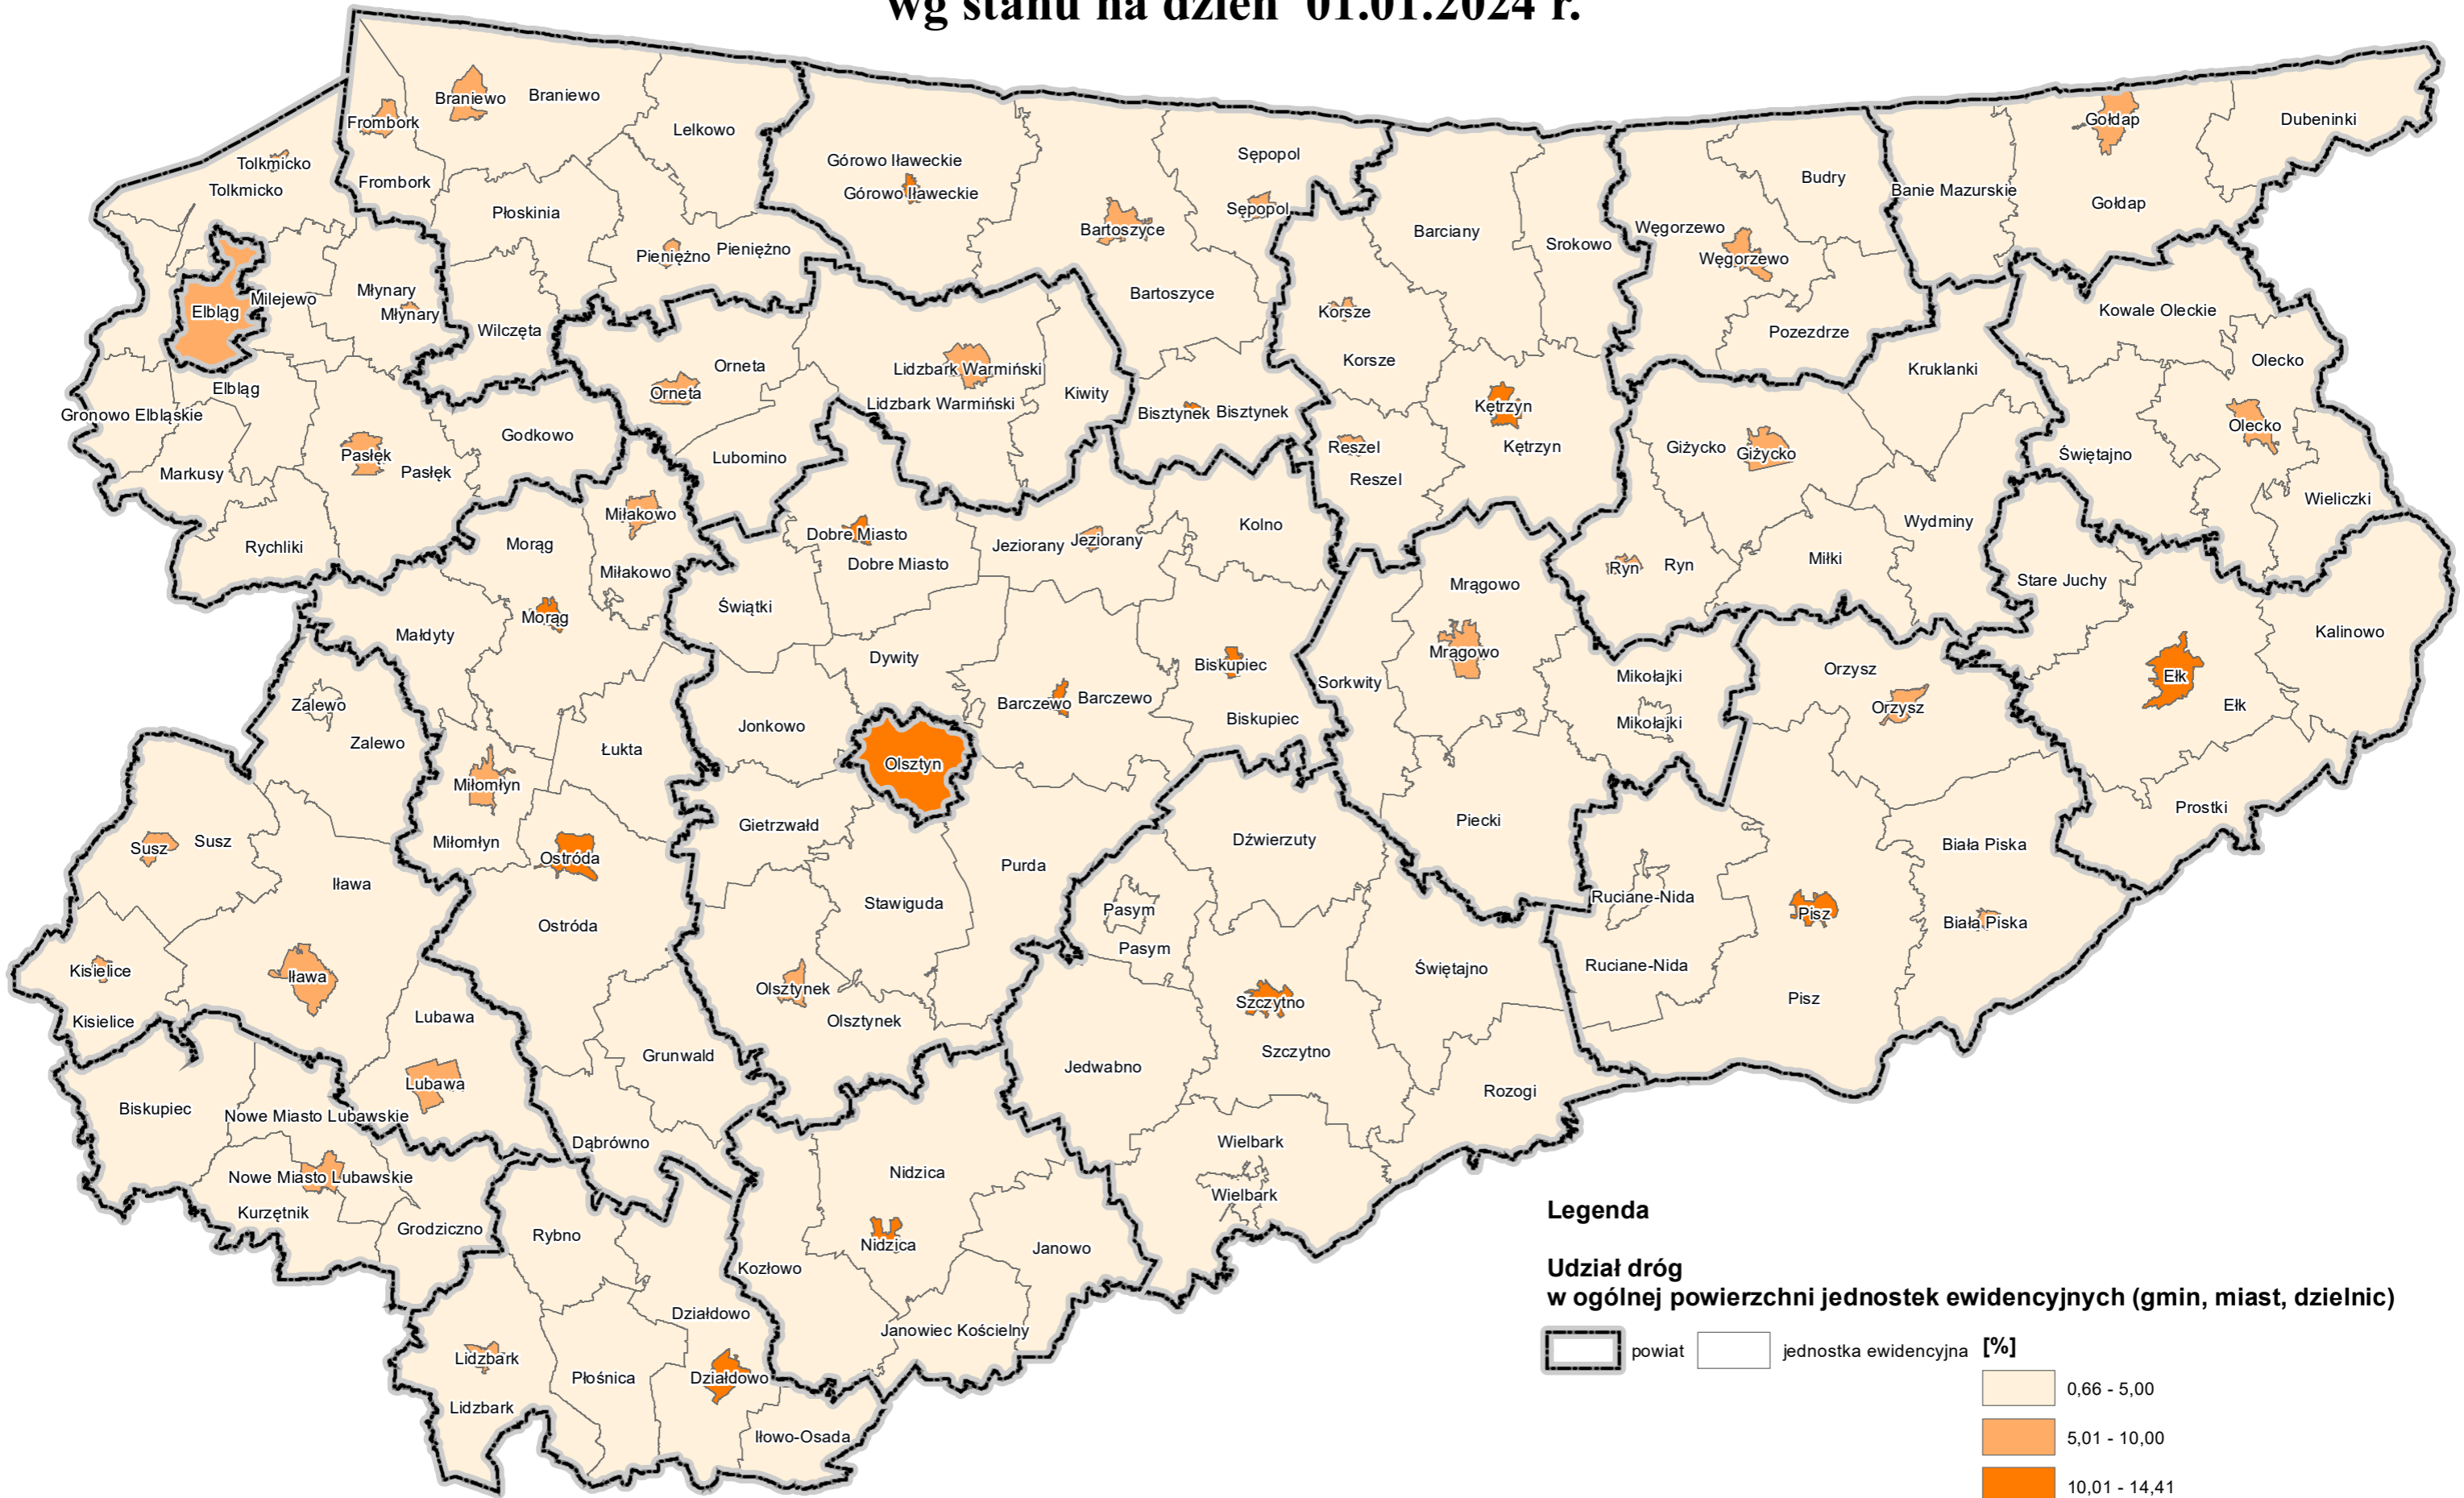 wg stanu na dzień 01.01.2024 r.
Braniewo
Braniewo
Frombork
Lelkowo
Gołdap
Dubeninki
Tolkmicko
Tolkmicko
Frombork
Górowo Iławeckie
Górowo Iławeckie
Sępopol
Sępopol
Budry
Banie Mazurskie
Gołdap
Płoskinia
Pieniężno
Pieniężno
Bartoszyce
Bartoszyce
Barciany
Srokowo
Węgorzewo
Węgorzewo
Elbląg
Milejewo
Młynary
Młynary
Wilczęta
Korsze
Korsze
Pozezdrze
Kowale Oleckie
Olecko
Elbląg
Orneta
Orneta
Lidzbark Warmiński
Lidzbark Warmiński
Kiwity
Kruklanki
Gronowo Elbląskie
Godkowo
Bisztynek
Bisztynek
Kętrzyn
Kętrzyn
Olecko
Markusy
Pasłęk
Pasłęk
Lubomino
Reszel
Reszel
Giżycko
Giżycko
Świętajno
Wieliczki
Rychliki
Morąg
Miłakowo
Miłakowo
Dobre Miasto
Dobre Miasto
Jeziorany
Jeziorany
Kolno
Wydminy
Ryn
Ryn
Miłki
Stare Juchy
Małdyty
Morąg
Świątki
Mrągowo
Mrągowo
Kalinowo
Dywity
Barczewo
Barczewo
Biskupiec
Biskupiec
Sorkwity
Mikołajki
Mikołajki
Orzysz
Orzysz
Ełk
Ełk
Zalewo
Zalewo
Łukta
Jonkowo
Olsztyn
Miłomłyn
Miłomłyn
Gietrzwałd
Piecki
Prostki
Susz
Susz
Ostróda
Ostróda
Dźwierzuty
Biała Piska
Biała Piska
Iława
Iława
Purda
Stawiguda
Pasym
Pasym
Ruciane-Nida
Ruciane-Nida
Pisz
Pisz
Kisielice
Kisielice
Olsztynek
Olsztynek
Szczytno
Szczytno
Świętajno
Lubawa
Lubawa
Grunwald
Jedwabno
Rozogi
Biskupiec
Nowe Miasto Lubawskie
Nowe Miasto Lubawskie
Dąbrówno
Wielbark
Wielbark
Kurzętnik
Grodziczno
Rybno
Nidzica
Nidzica
Kozłowo
Janowo
Działdowo
Działdowo
Janowiec Kościelny
Lidzbark
Lidzbark
Płośnica
Iłowo-Osada
Legenda
Udział dróg
w ogólnej powierzchni jednostek ewidencyjnych (gmin, miast, dzielnic)
powiat
jednostka ewidencyjna
[%]
0,66 - 5,00
5,01 - 10,00
10,01 - 14,41